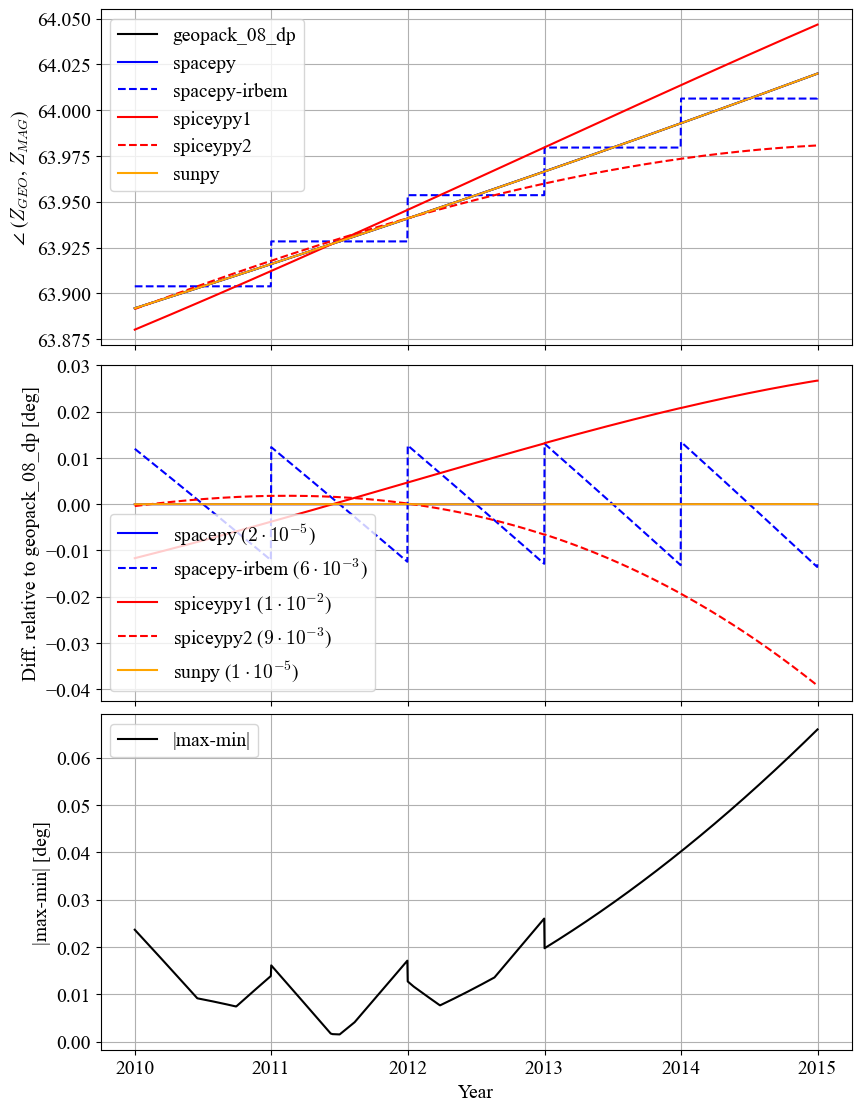 64.050
64.025
64.000
63.975
63.950
63.925
63.900
63.875
∠ (Z_{GEO}, Z_{MAG})
geopack_08_dp
spacepy
spacepy-irbem
spiceypy1
spiceypy2
sunpy
0.03
0.02
0.01
0.00
−0.01
−0.02
−0.03
−0.04
Diff. relative to geopack_08_dp [deg]
spacepy (2 · 10^{−5})
spacepy-irbem (6 · 10^{−3})
spiceypy1 (1 · 10^{−2})
spiceypy2 (9 · 10^{−3})
sunpy (1 · 10^{−5})
|max-min|
0.06
0.05
0.04
0.03
0.02
0.01
0.00
|max-min| [deg]
2010 2011 2012 2013 2014 2015
Year